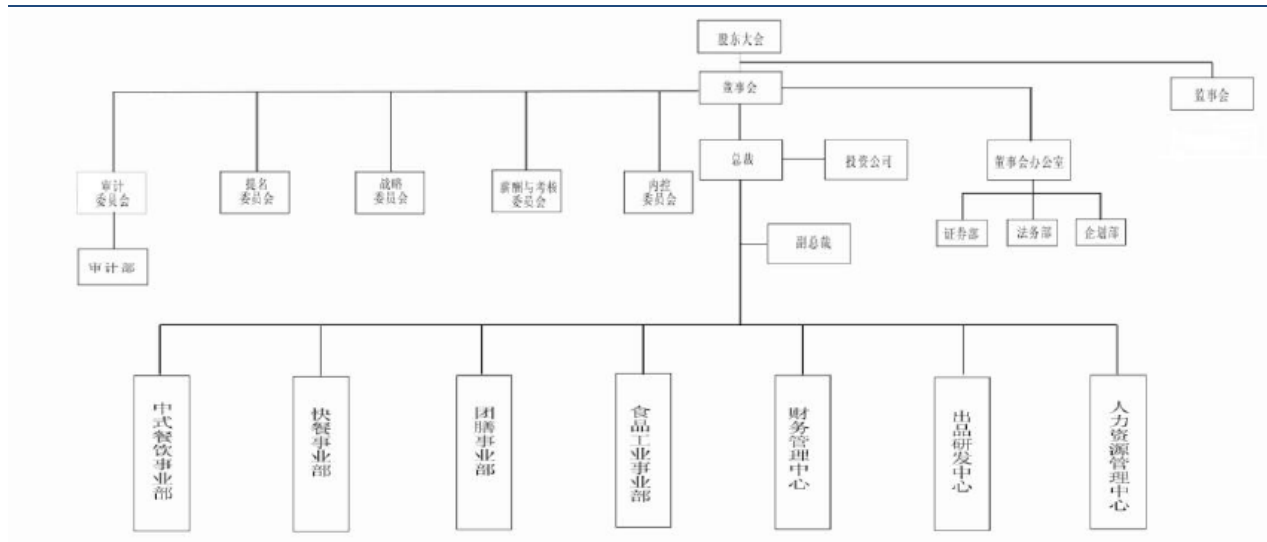 股东大会
董事会
监事会
总裁
投资公司
董事会办公室
审计
委员会
提名
委员会
战略
委员会
薪酬与考核
委员会
内控
委员会
副总裁
证券部
法务部
企划部
审计部
中式餐饮事业部
快餐事业部
团膳事业部
食品工业事业部
财务管理中心
出品研发中心
人力资源管理中心